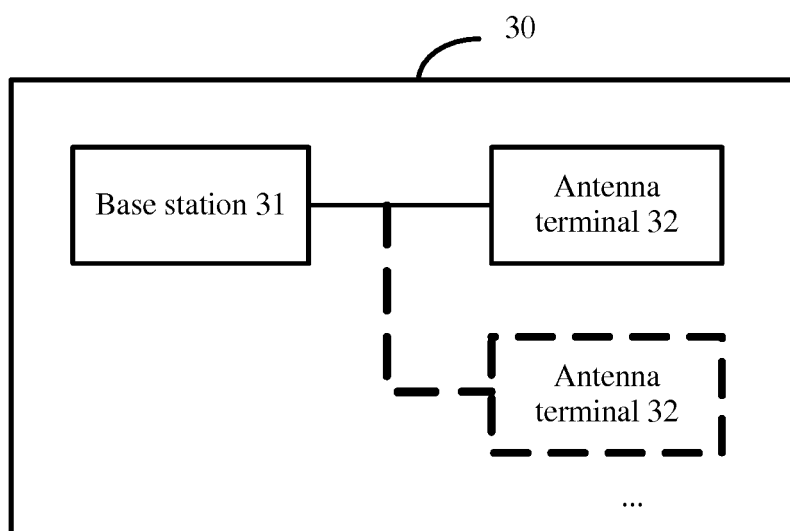 30
Base station 31
Antenna
terminal 32
Antenna
terminal 32
...